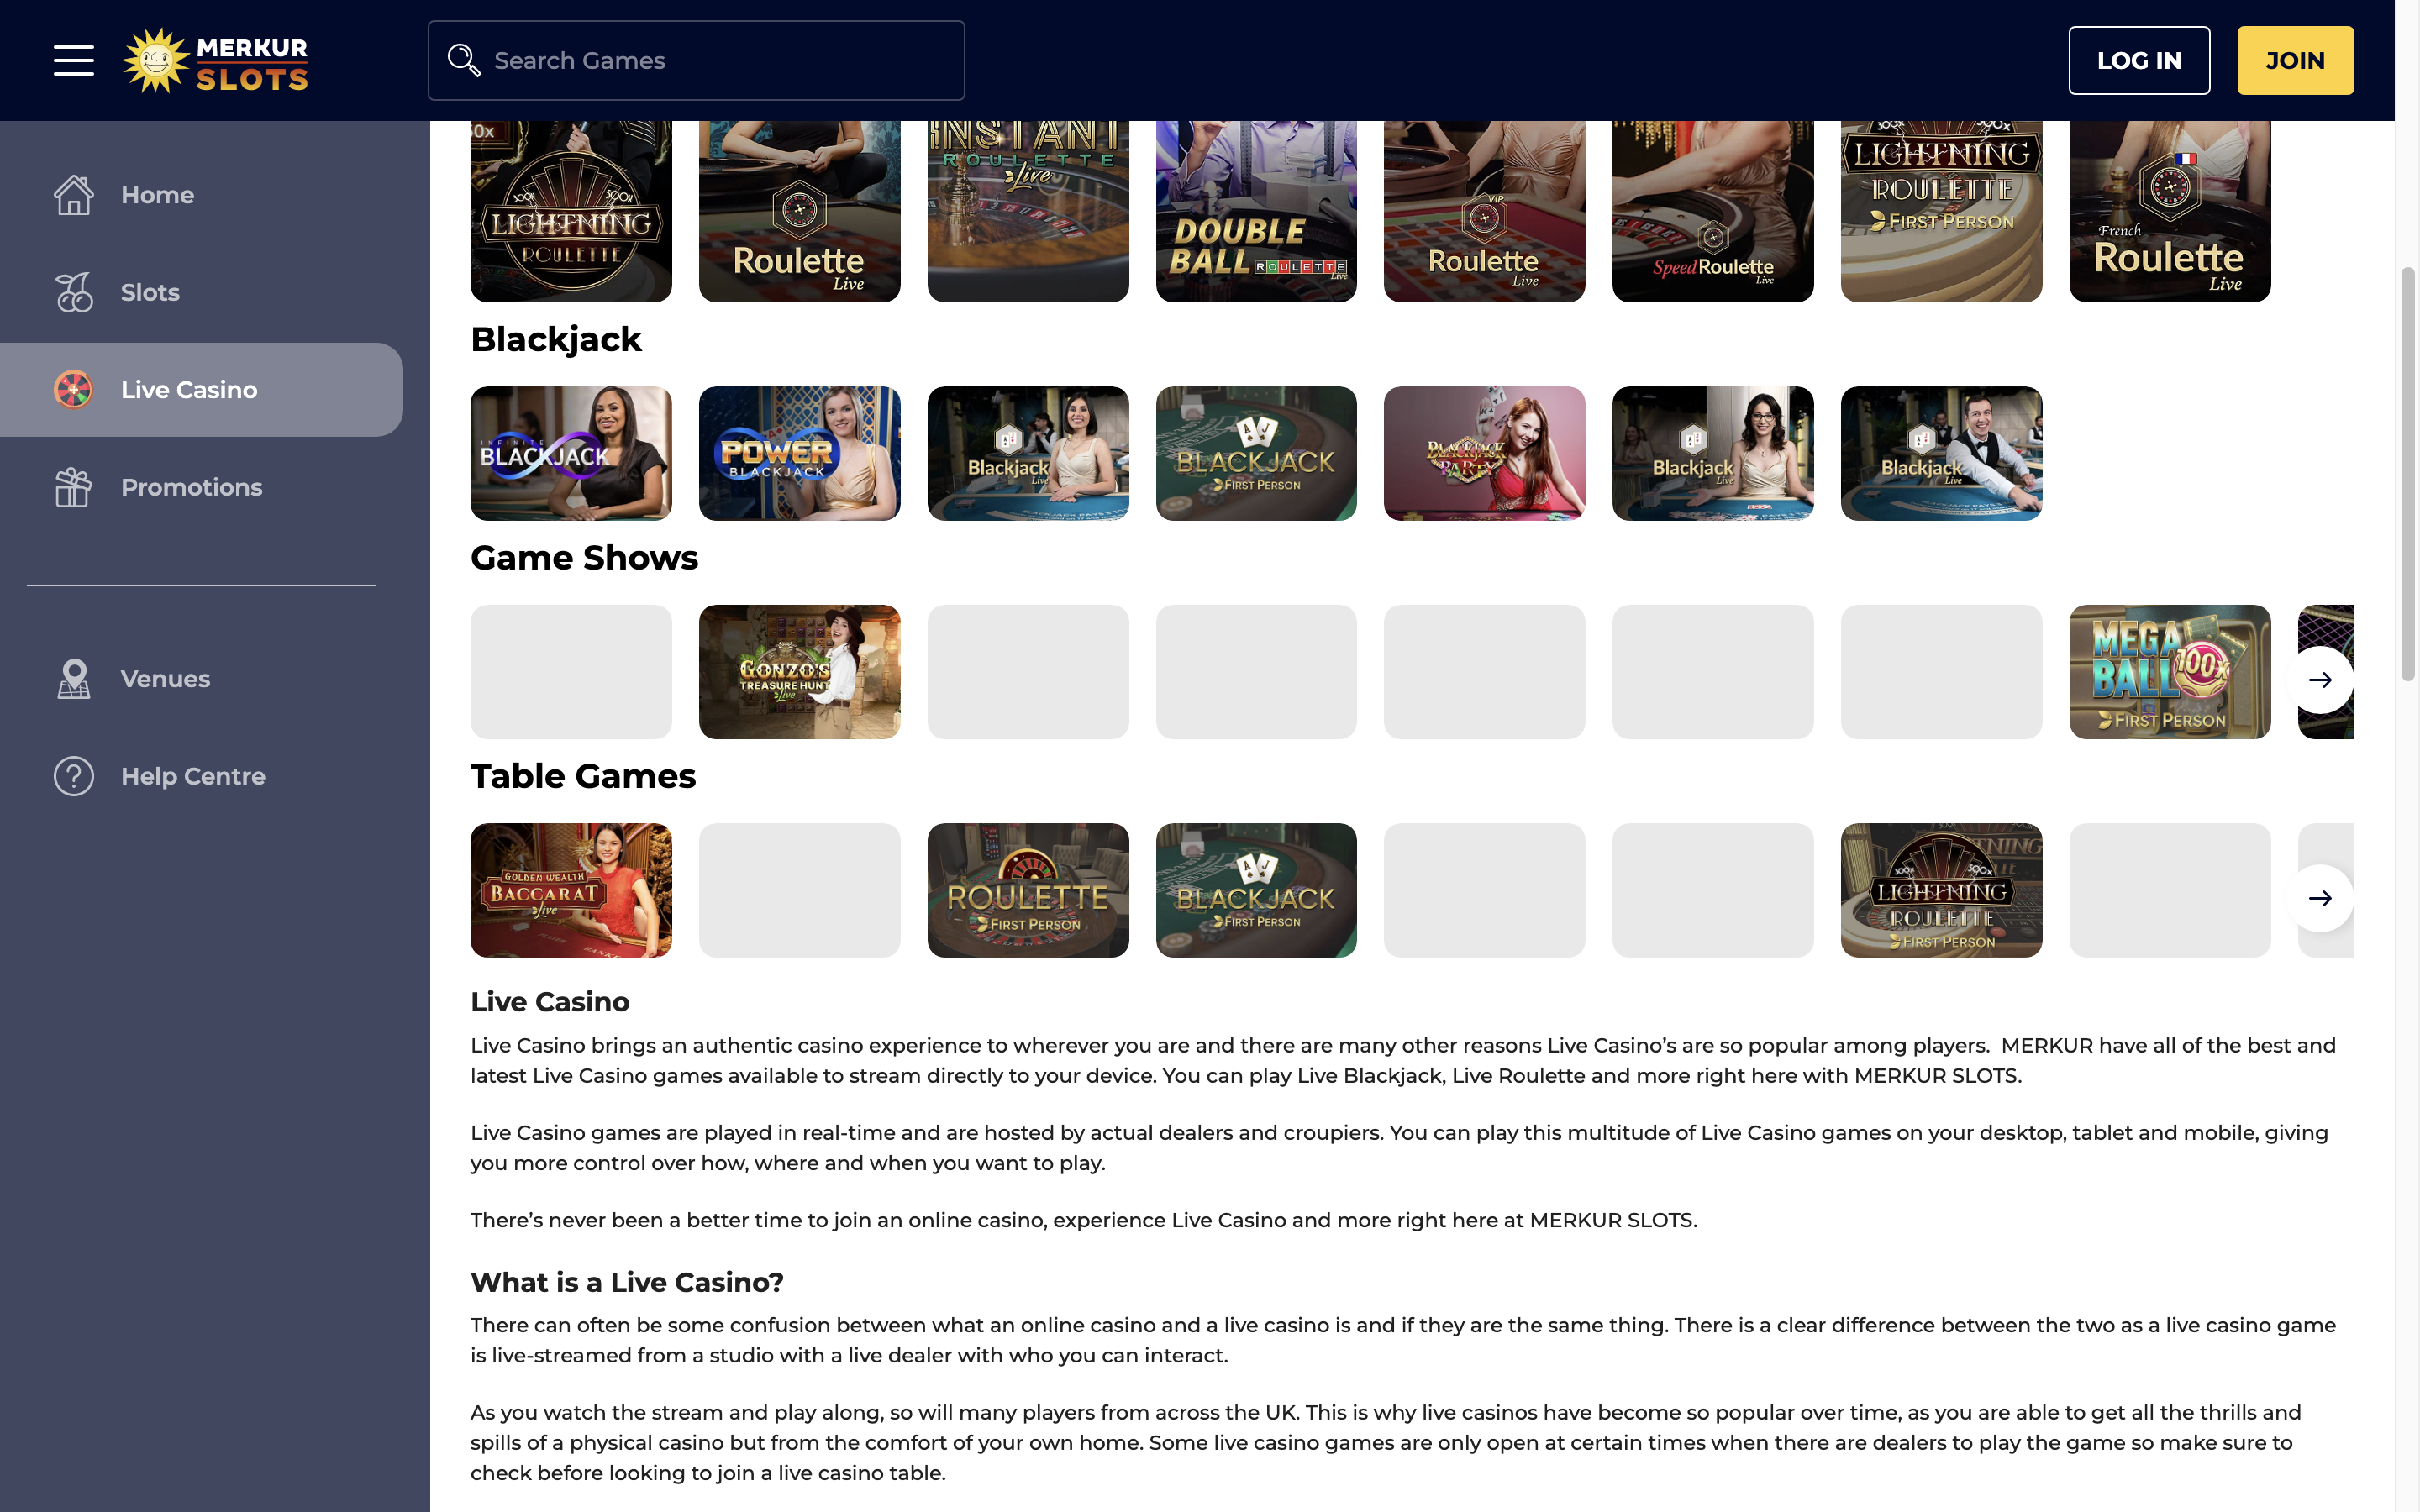 MERKUR
SLOTS
Search Games
LOG IN
JOIN
Home
Slots
Live Casino
Promotions
Venues
Help Centre
50x
500x 500x
LIGHTNING
ROULETTE
Roulette
Live
INSTANT
ROULETTE
Live
DOUBLE
BALL ROULETTE
Live
VIP
Roulette
Live
Speed Roulette
Live
500x 500x
LIGHTNING
ROULETTE
FIRST PERSON
French
Roulette
Live
Blackjack
INFINITE
BLACKJACK
POWER
BLACKJACK
Blackjack
Live
BLACKJACK
FIRST PERSON
BLACKJACK
PARTY
Blackjack
Live
Blackjack
Live
Game Shows
GONZO'S
TREASURE HUNT
Live
MEGA
BALL 100x
FIRST PERSON
Table Games
GOLDEN WEALTH
BACCARAT
Live
ROULETTE
FIRST PERSON
BLACKJACK
FIRST PERSON
500x 500x
LIGHTNING
ROULETTE
FIRST PERSON
Live Casino
Live Casino brings an authentic casino experience to wherever you are and there are many other reasons Live Casino’s are so popular among players.  MERKUR have all of the best and
latest Live Casino games available to stream directly to your device. You can play Live Blackjack, Live Roulette and more right here with MERKUR SLOTS.
Live Casino games are played in real-time and are hosted by actual dealers and croupiers. You can play this multitude of Live Casino games on your desktop, tablet and mobile, giving
you more control over how, where and when you want to play.
There’s never been a better time to join an online casino, experience Live Casino and more right here at MERKUR SLOTS.
What is a Live Casino?
There can often be some confusion between what an online casino and a live casino is and if they are the same thing. There is a clear difference between the two as a live casino game
is live-streamed from a studio with a live dealer with who you can interact.
As you watch the stream and play along, so will many players from across the UK. This is why live casinos have become so popular over time, as you are able to get all the thrills and
spills of a physical casino but from the comfort of your own home. Some live casino games are only open at certain times when there are dealers to play the game so make sure to
check before looking to join a live casino table.